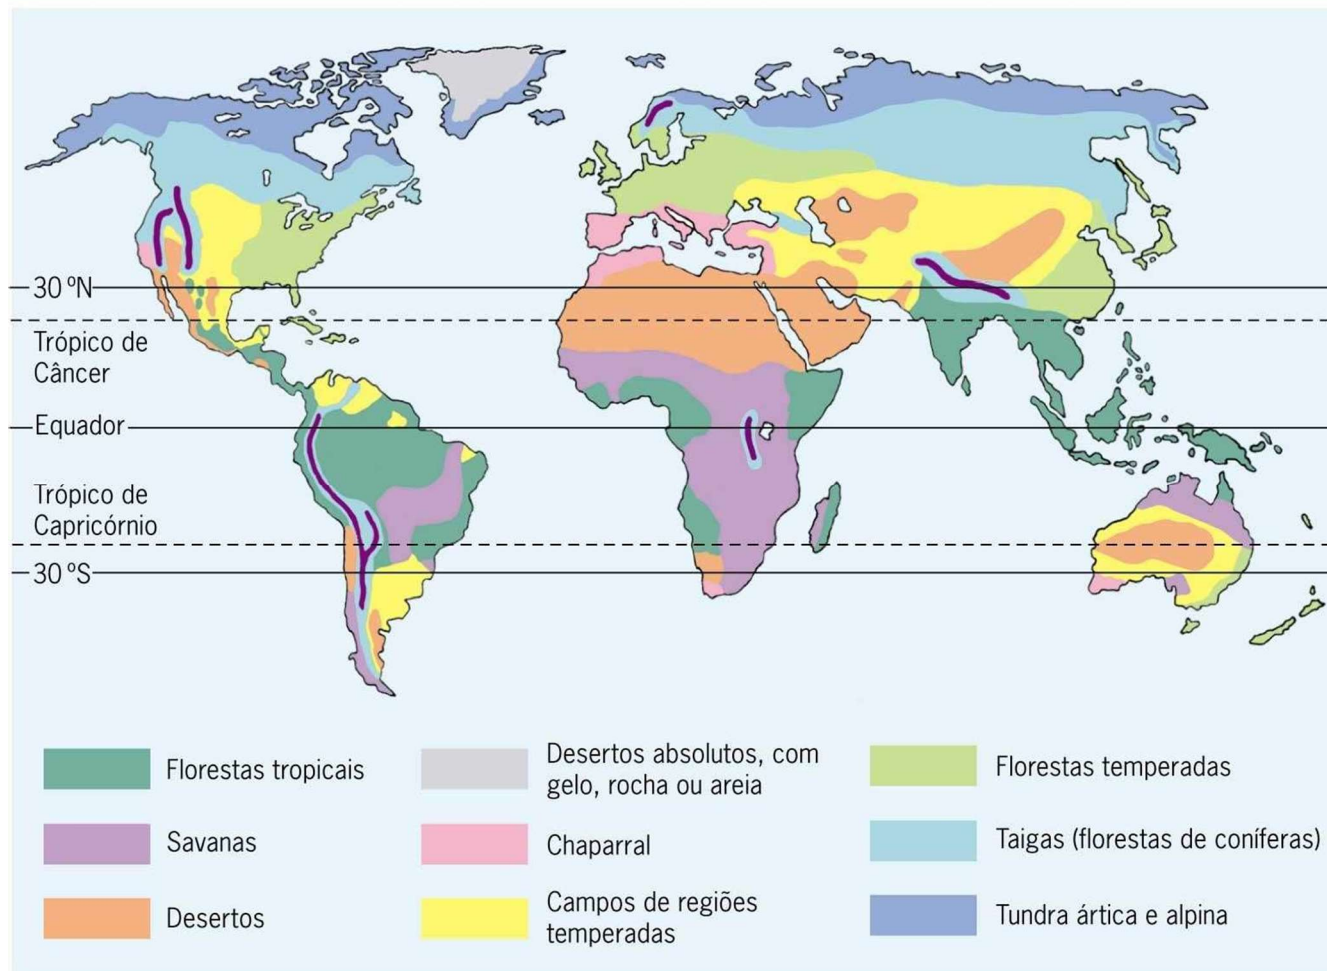 30 ºN
Trópico de
Câncer
Equador
Trópico de
Capricórnio
30 ºS
Florestas tropicais
Savanas
Desertos
Desertos absolutos, com
gelo, rocha ou areia
Chaparral
Campos de regiões
temperadas
Florestas temperadas
Taigas (florestas de coníferas)
Tundra ártica e alpina